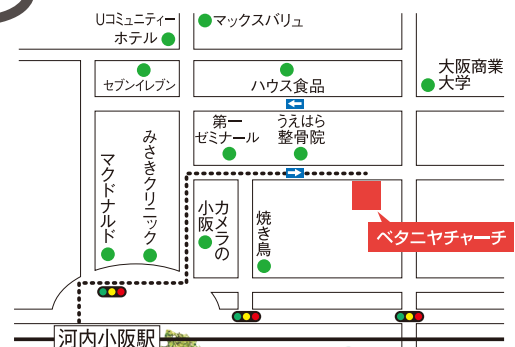 Uコミュニティー
ホテル
マックスバリュ
セブンイレブン
ハウス食品
大阪商業
大学
第一
ゼミナール
うえはら
整骨院
みさきクリニック
マクドナルド
カメラの
小阪
焼き鳥
ベタニヤチャーチ
河内小阪駅